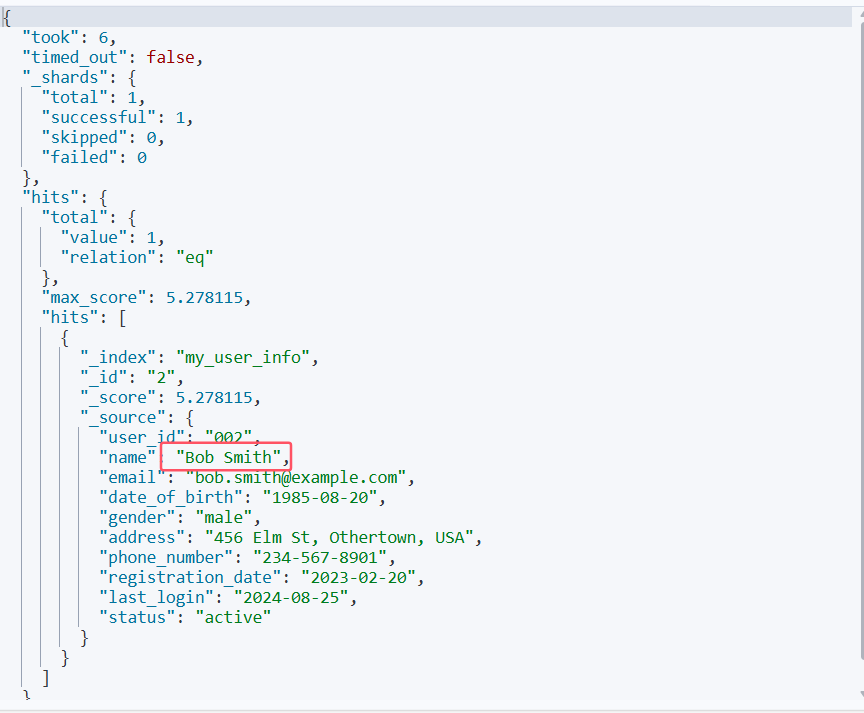 {
"took": 6,
"timed_out": false,
"_shards": {
"total": 1,
"successful": 1,
"skipped": 0,
"failed": 0
},
"hits": {
"total": {
"value": 1,
"relation": "eq"
},
"max_score": 5.278115,
"hits": [
{
"_index": "my_user_info",
"_id": "2",
"_score": 5.278115,
"_source": {
"user_id": "002",
"name": "Bob Smith",
"email": "bob.smith@example.com",
"date_of_birth": "1985-08-20",
"gender": "male",
"address": "456 Elm St, Othertown, USA",
"phone_number": "234-567-8901",
"registration_date": "2023-02-20",
"last_login": "2024-08-25",
"status": "active"
}
}
]
}